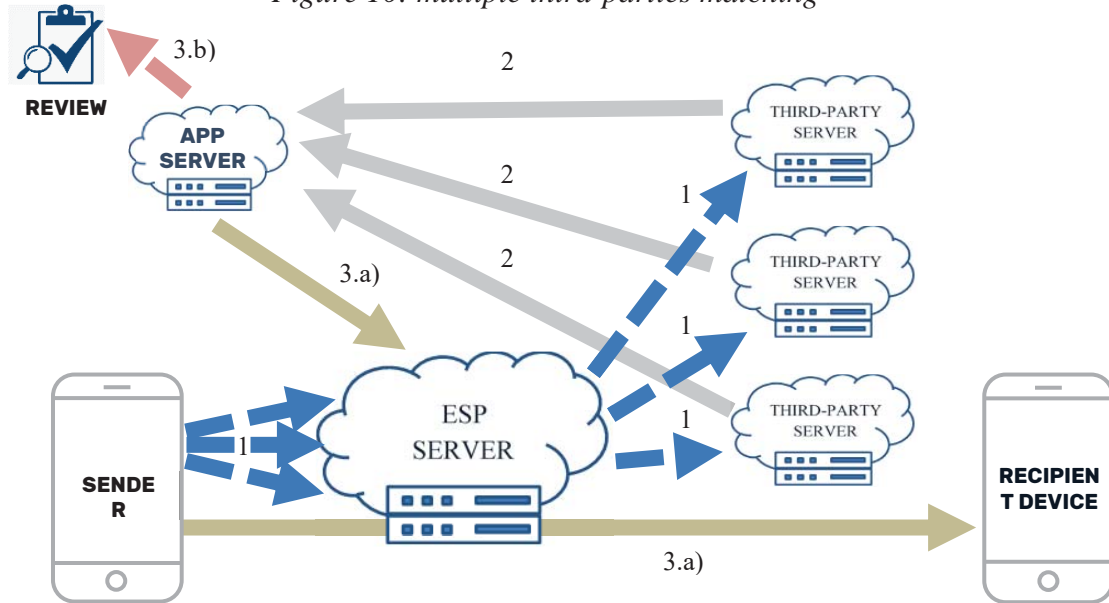 Figure 10: multiple third parties matching
3.b)
REVIEW
2
APP
SERVER
THIRD-PARTY
SERVER
2
1
3.a)
2
THIRD-PARTY
SERVER
1
ESP
SERVER
1
THIRD-PARTY
SERVER
1
SENDE
R
RECIPIEN
T DEVICE
3.a)